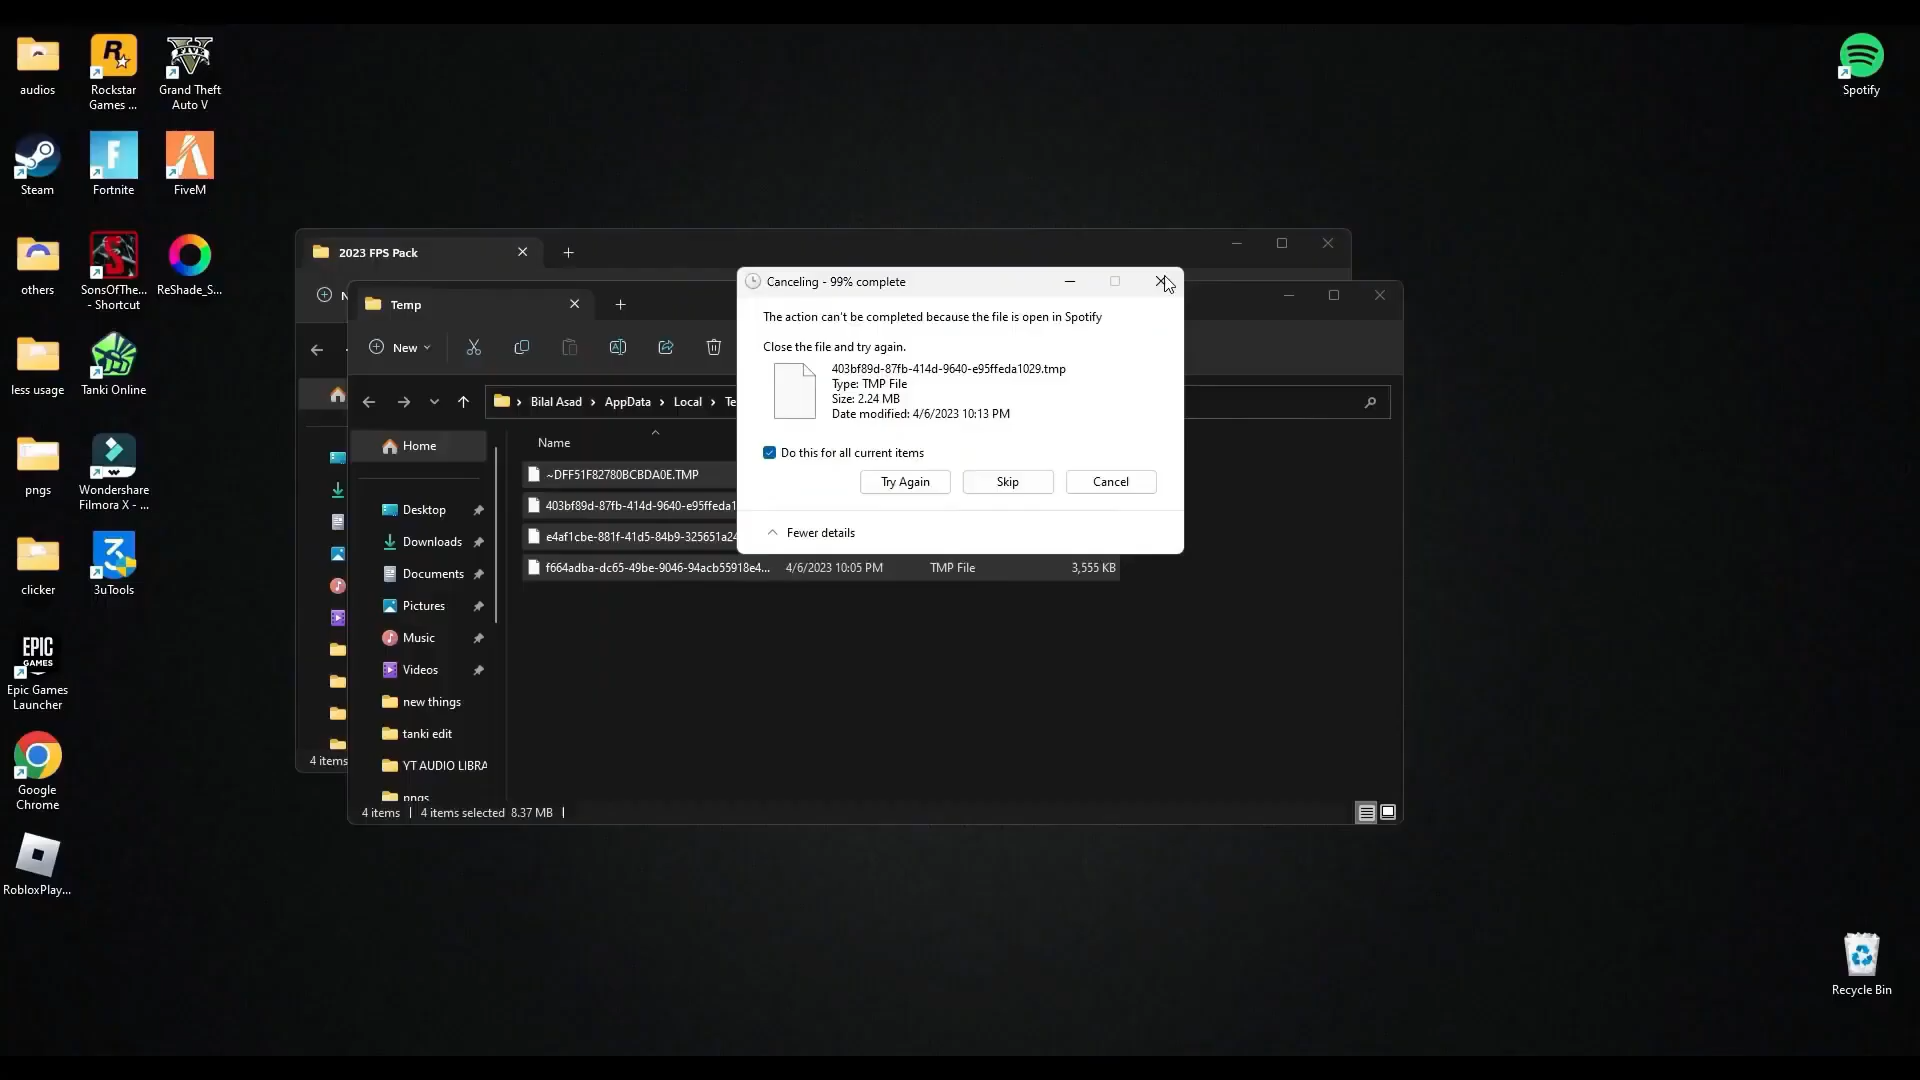 audios
Rockstar
Games ...
Grand Theft
Auto V
Spotify
Steam
Fortnite
FiveM
others
SonsOfThe...
- Shortcut
ReShade_S...
less usage
Tanki Online
pngs
Wondershare
Filmora X - ...
clicker
3uTools
EPIC
GAMES
Epic Games
Launcher
Google
Chrome
RobloxPlay...
Recycle Bin
2023 FPS Pack
N
4 items
Temp
New
Bilal Asad
AppData
Local
Te
Home
Desktop
Downloads
Documents
Pictures
Music
Videos
new things
tanki edit
YT AUDIO LIBRA
pngs
Name
~DFF51F82780BCBDA0E.TMP
403bf89d-87fb-414d-9640-e95ffeda1
e4af1cbe-881f-41d5-84b9-325651a24
f664adba-dc65-49be-9046-94acb55918e4... 4/6/2023 10:05 PM TMP File 3,555 KB
4 items 4 items selected 8.37 MB
Canceling - 99% complete
The action can't be completed because the file is open in Spotify
Close the file and try again.
403bf89d-87fb-414d-9640-e95ffeda1029.tmp
Type: TMP File
Size: 2.24 MB
Date modified: 4/6/2023 10:13 PM
Do this for all current items
Try Again
Skip
Cancel
Fewer details